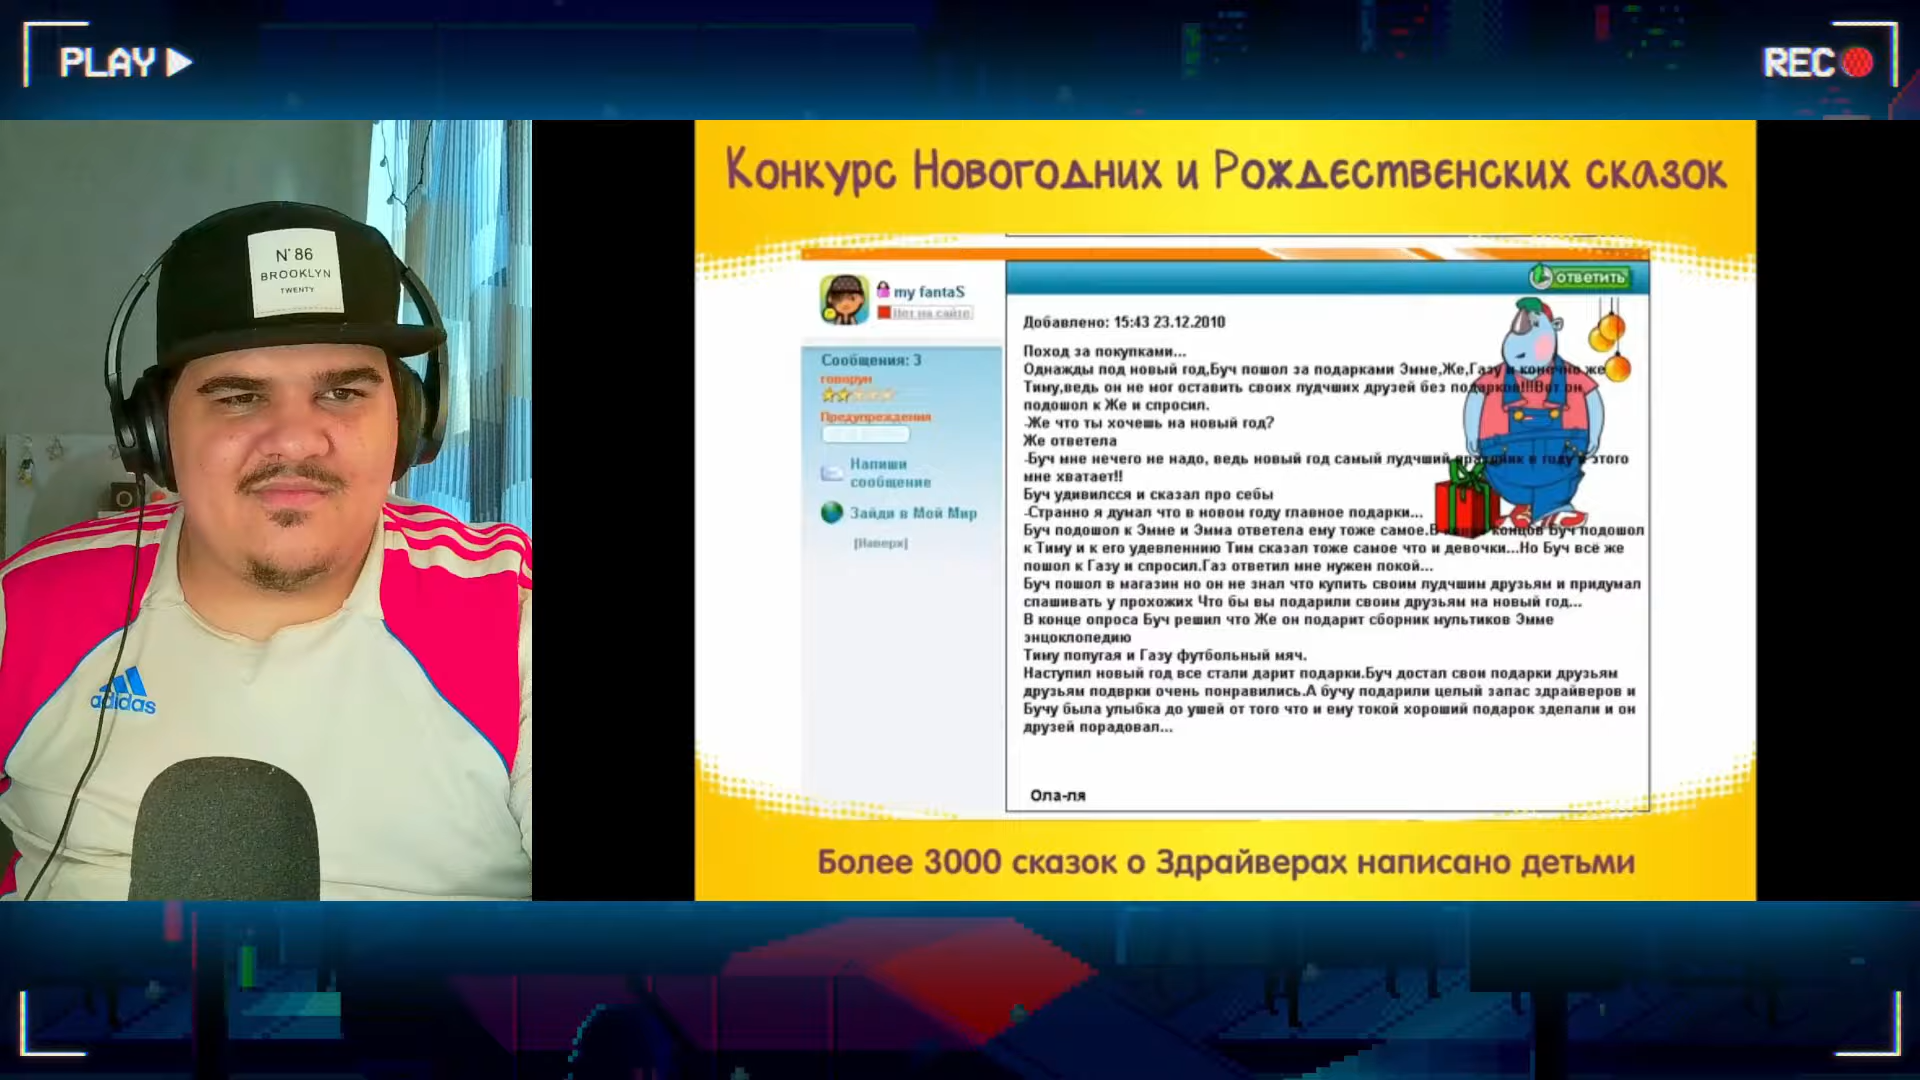 PLAY
REC
N°86
BROOKLYN
TWENTY
adidas
Конкурс Новогодних и Рождественских сказок
my fantaS
Нет на сайте
ответить
Сообщения: 3
говорун
Предупреждения
Напиши
сообщение
Зайди в Мой Мир
[Наверх]
Добавлено: 15:43 23.12.2010
Поход за покупками...
Однажды под новый год,Буч пошол за подарками Эмме,Же,Газу и конечно же
Тиму,ведь он не мог оставить своих лудчших друзей без подарков!!!Вот он
подошол к Же и спросил.
-Же что ты хочешь на новый год?
Же ответела
-Буч мне нечего не надо, ведь новый год самый лудчший праздник в году и этого
мне хватает!!
Буч удивилсся и сказал про себы
-Странно я думал что в новом году главное подарки...
Буч подошол к Эмме и Эмма ответела ему тоже самое.В конце концов Буч подошол
к Тиму и к его удевленнию Тим сказал тоже самое что и девочки...Но Буч всё же
пошол к Газу и спросил.Газ ответил мне нужен покой...
Буч пошол в магазин но он не знал что купить своим лудчшим друзьям и придумал
спашивать у прохожих Что бы вы подарили своим друзьям на новый год...
В конце опроса Буч решил что Же он подарит сборник мультиков Эмме
энцоклопедию
Тиму попугая и Газу футбольный мяч.
Наступил новый год все стали дарит подарки.Буч достал свои подарки друзьям
друзьям подврки очень понравились.А бучу подарили целый запас здрайверов и
Бучу была улыбка до ушей от того что и ему токой хороший подарок зделали и он
друзей порадовал...
Ола-ля
Более 3000 сказок о Здрайверах написано детьми